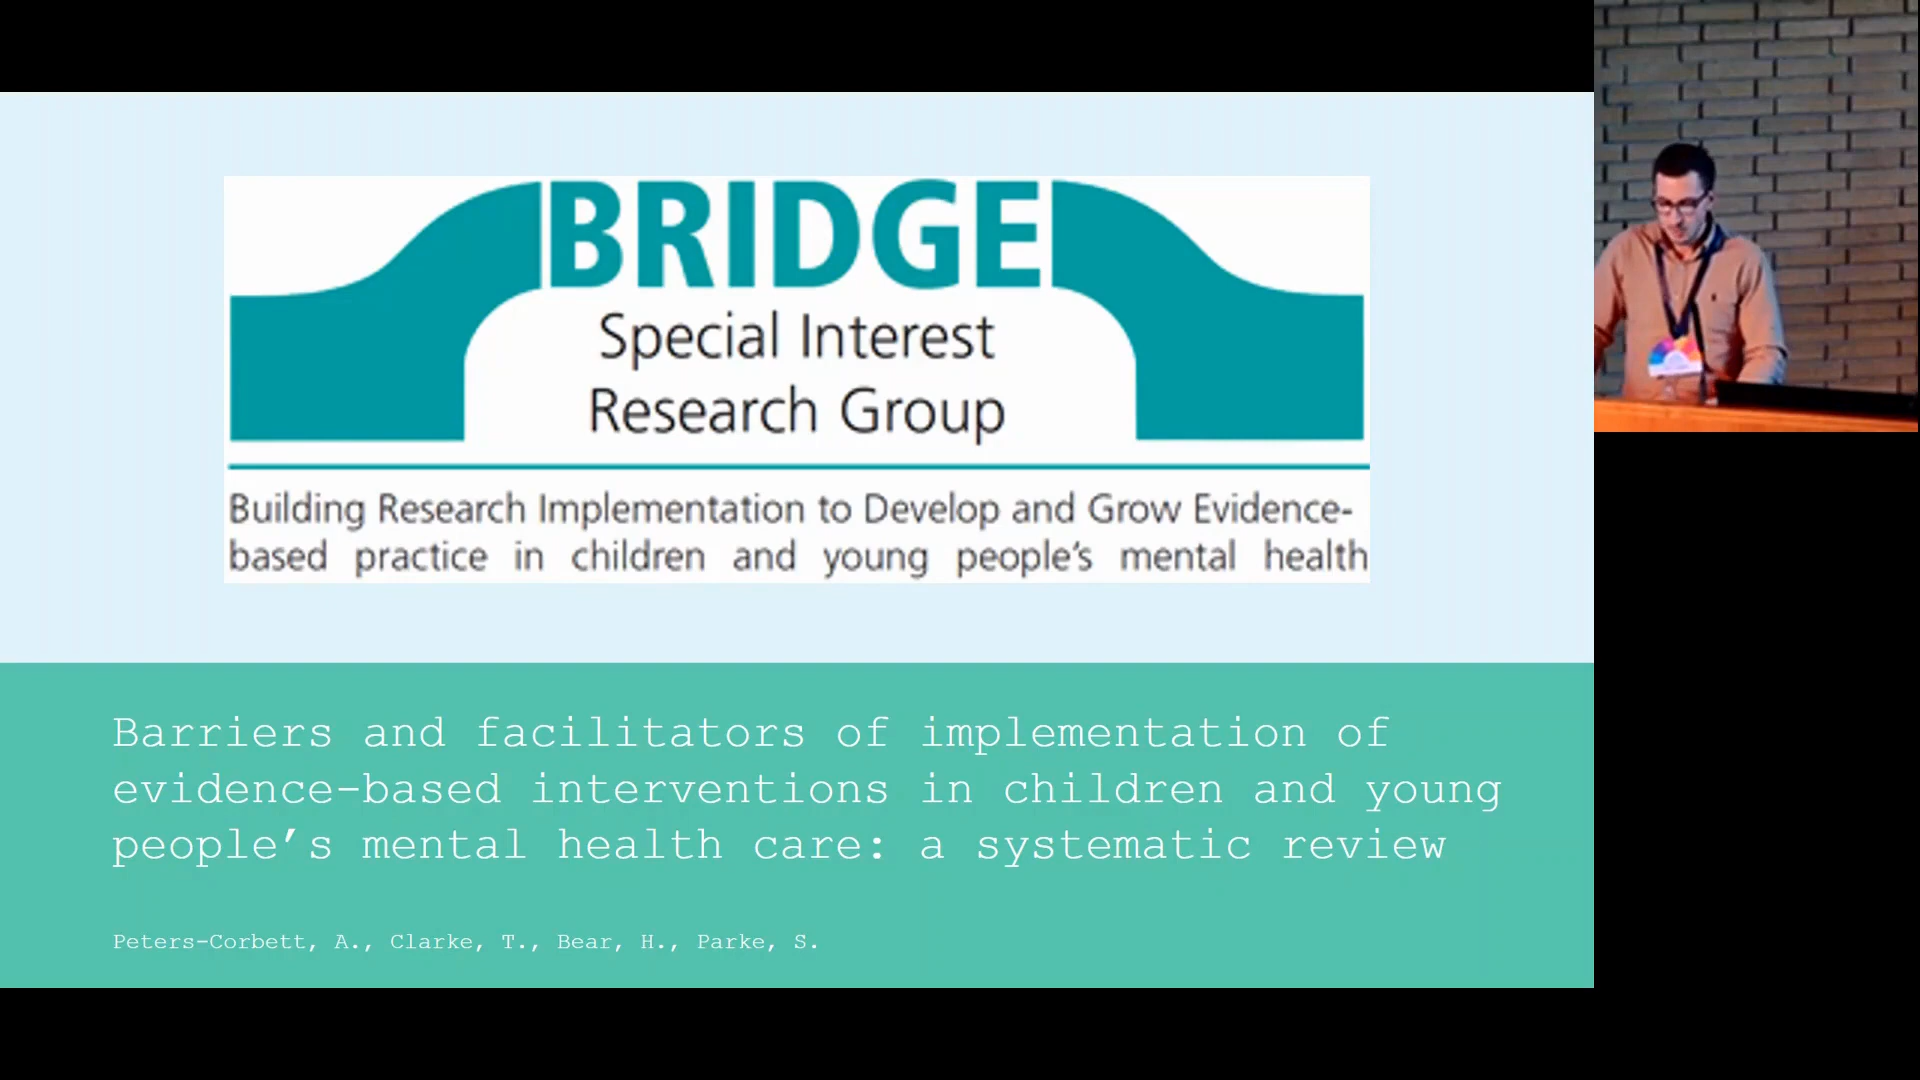 BRIDGE
Special Interest
Research Group
Building Research Implementation to Develop and Grow Evidence-
based practice in children and young people's mental health
Barriers and facilitators of implementation of
evidence-based interventions in children and young
people’s mental health care: a systematic review
Peters-Corbett, A., Clarke, T., Bear, H., Parke, S.